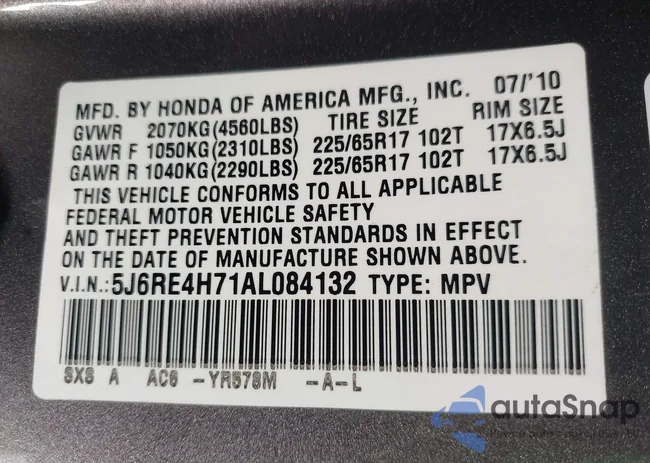 MFD. BY HONDA OF AMERICA MFG., INC. 07/'10
GVWR 2070KG(4560LBS) TIRE SIZE RIM SIZE
GAWR F 1050KG(2310LBS) 225/65R17 102T 17X6.5J
GAWR R 1040KG(2290LBS) 225/65R17 102T 17X6.5J
THIS VEHICLE CONFORMS TO ALL APPLICABLE
FEDERAL MOTOR VEHICLE SAFETY
AND THEFT PREVENTION STANDARDS IN EFFECT
ON THE DATE OF MANUFACTURE SHOWN ABOVE.
V.I.N.:5J6RE4H71AL084132 TYPE: MPV
SXS A AC6 -YR578M -A-L
autoSnap